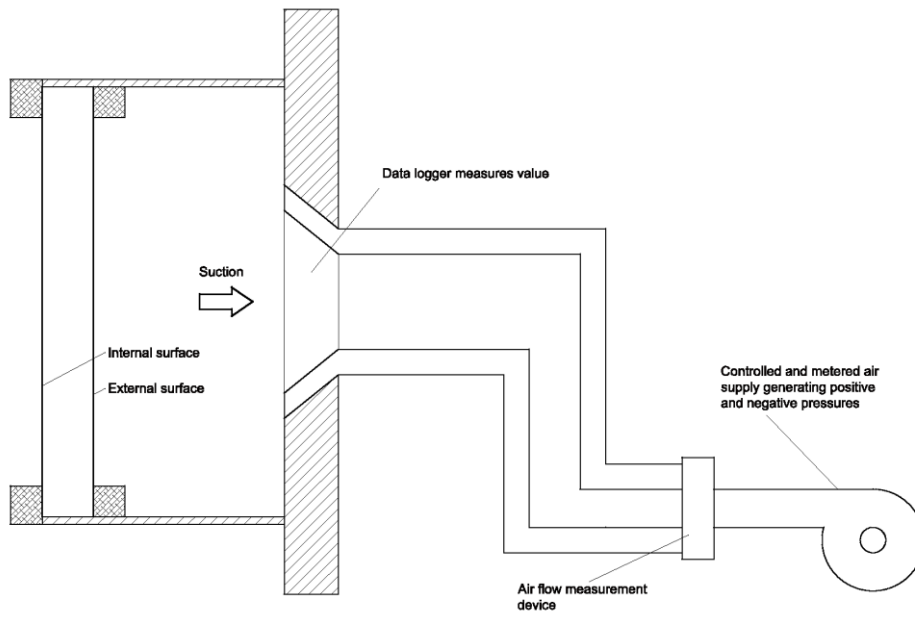 Data logger measures value
Suction
Internal surface
External surface
Controlled and metered air
supply generating positive
and negative pressures
Air flow measurement
device